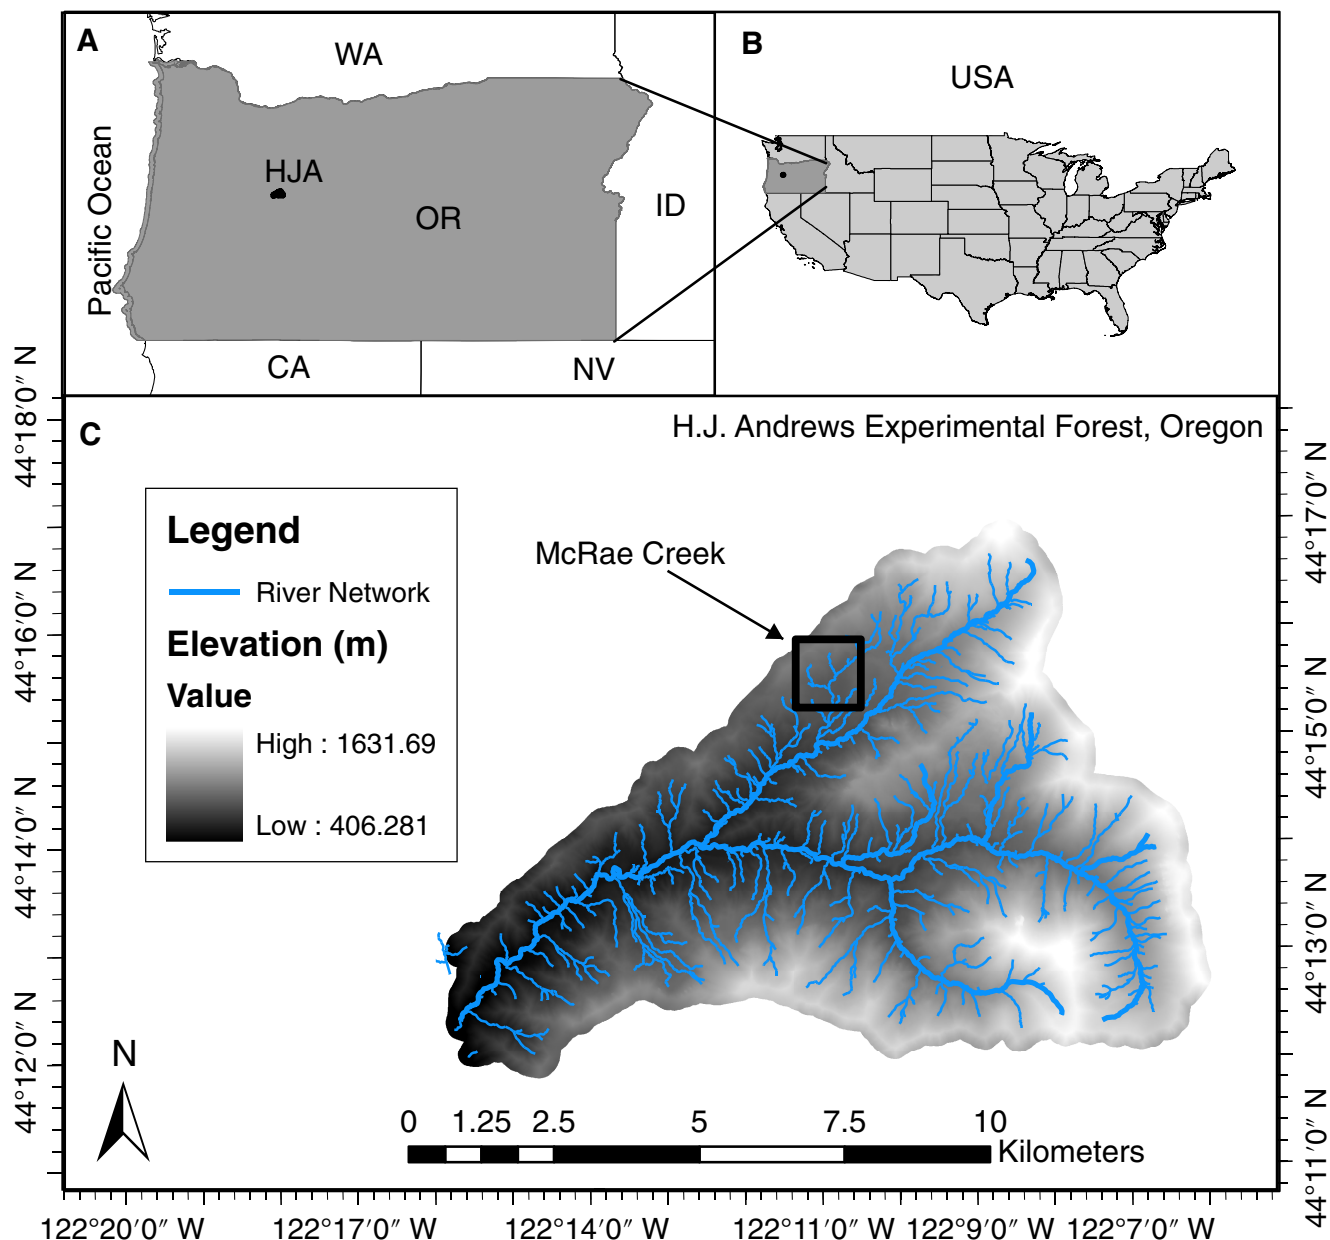 A
WA
HJA
OR
ID
Pacific Ocean
CA
NV
B
USA
C
H.J. Andrews Experimental Forest, Oregon
McRae Creek
Legend
River Network
Elevation (m)
Value
High : 1631.69
Low : 406.281
N
0 1.25 2.5 5 7.5 10
Kilometers
44°18′0″ N
44°16′0″ N
44°14′0″ N
44°12′0″ N
44°17′0″ N
44°15′0″ N
44°13′0″ N
44°11′0″ N
122°20′0″ W 122°17′0″ W 122°14′0″ W 122°11′0″ W 122°9′0″ W 122°7′0″ W